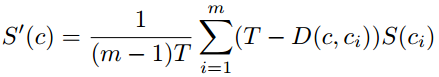 S′(c) = \frac{1}{(m − 1)T} \sum_{i=1}^{m} (T − D(c, c_i))S(c_i)